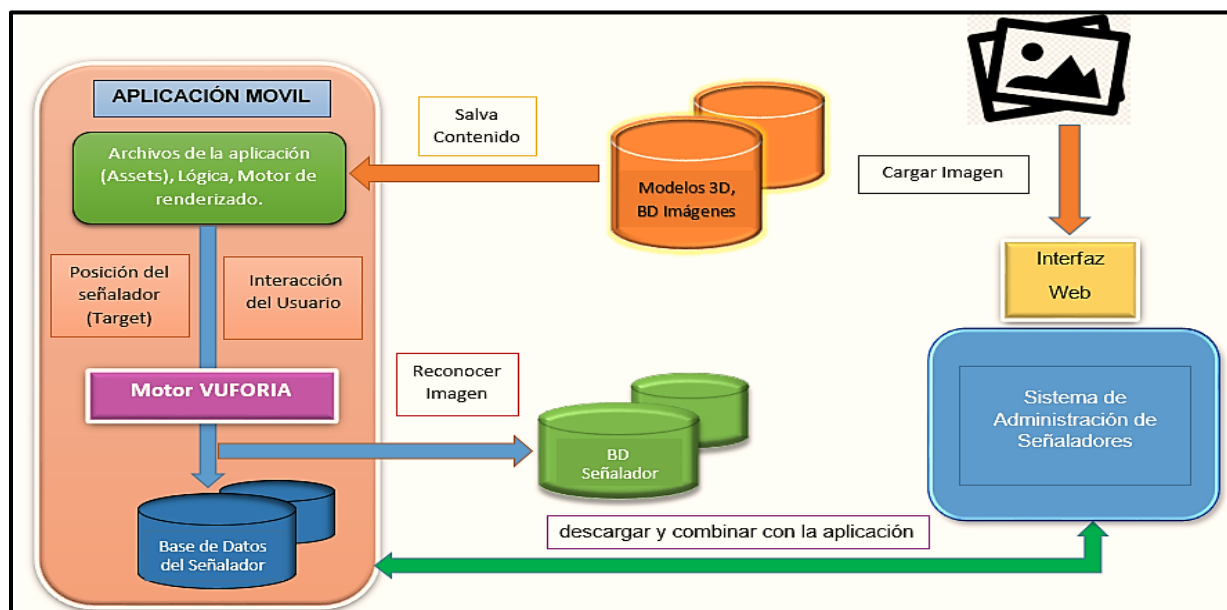 APLICACIÓN MOVIL
Archivos de la aplicación
(Assets), Lógica, Motor de
renderizado.
Salva
Contenido
Modelos 3D,
BD Imágenes
Cargar Imagen
Interfaz
Web
Posición del
señalador
(Target)
Interacción
del Usuario
Motor VUFORIA
Reconocer
Imagen
BD
Señalador
Sistema de
Administración de
Señaladores
Base de Datos
del Señalador
descargar y combinar con la aplicación